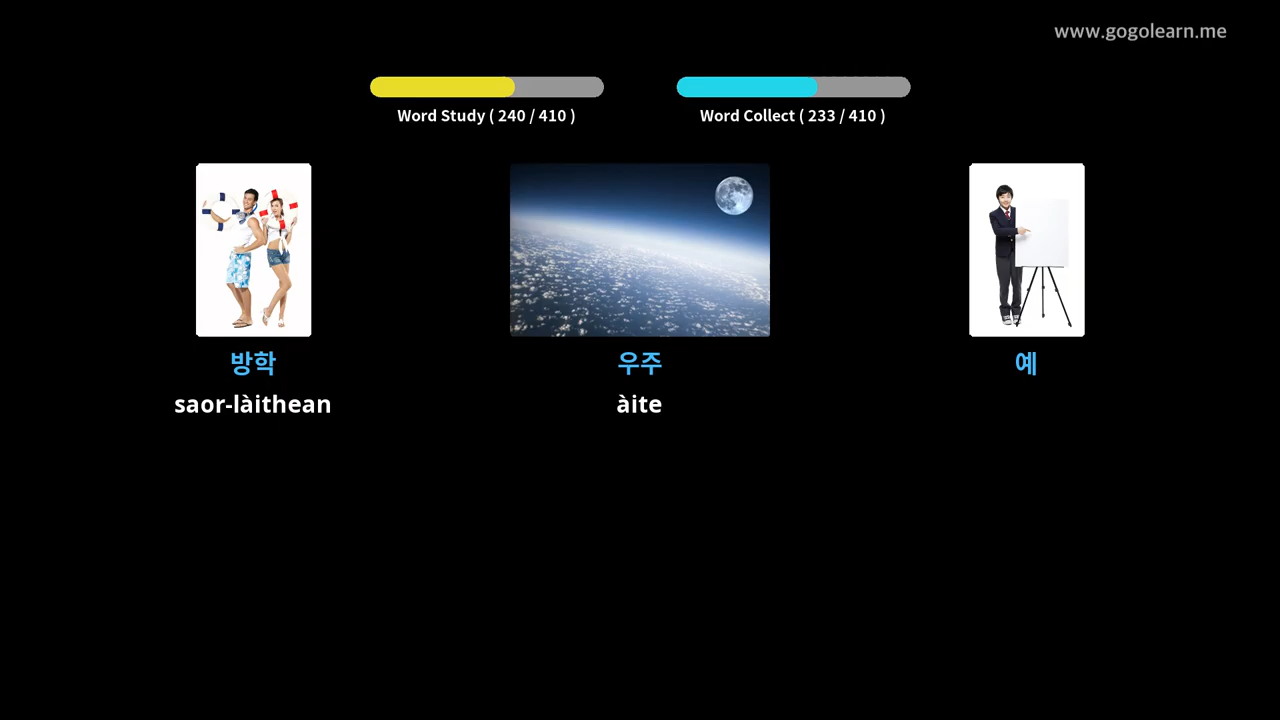 www.gogolearn.me
Word Study ( 240 / 410 )
Word Collect ( 233 / 410 )
방학
우주
예
saor-làithean
àite